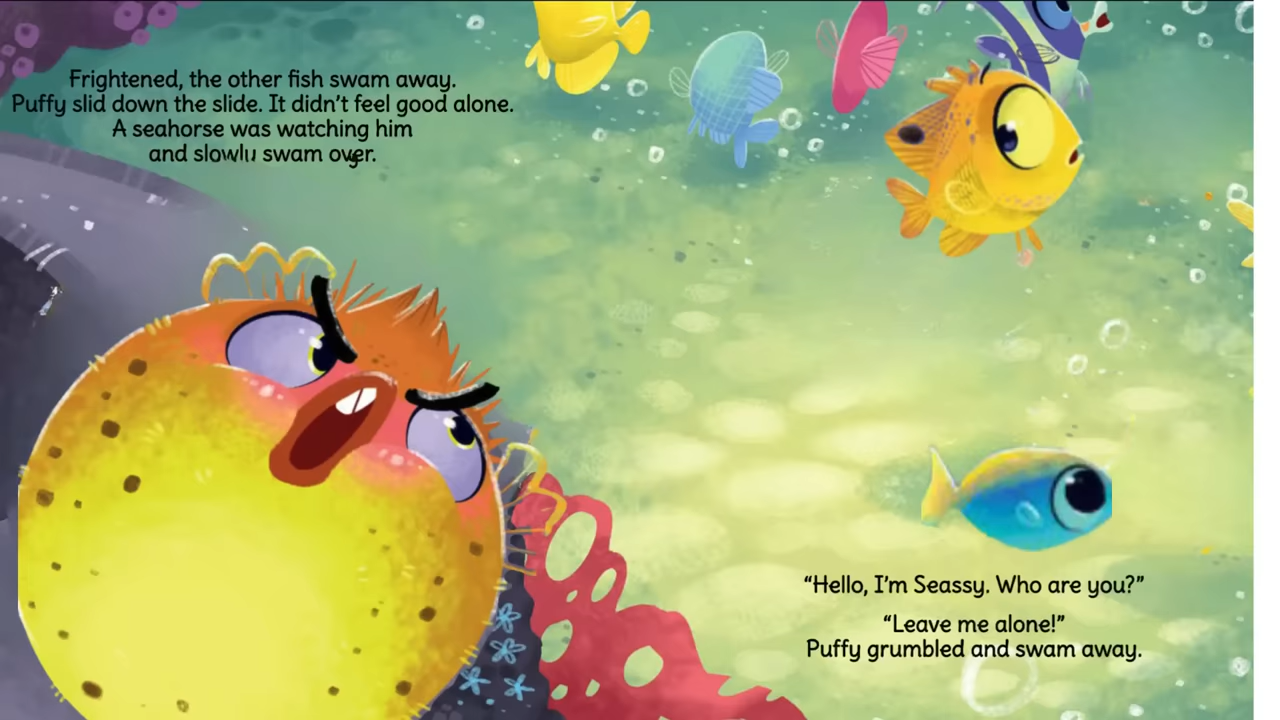 Frightened, the other fish swam away.
Puffy slid down the slide. It didn't feel good alone.
A seahorse was watching him
and slowlu swam over.
“Hello, I'm Seassy. Who are you?”
“Leave me alone!”
Puffy grumbled and swam away.